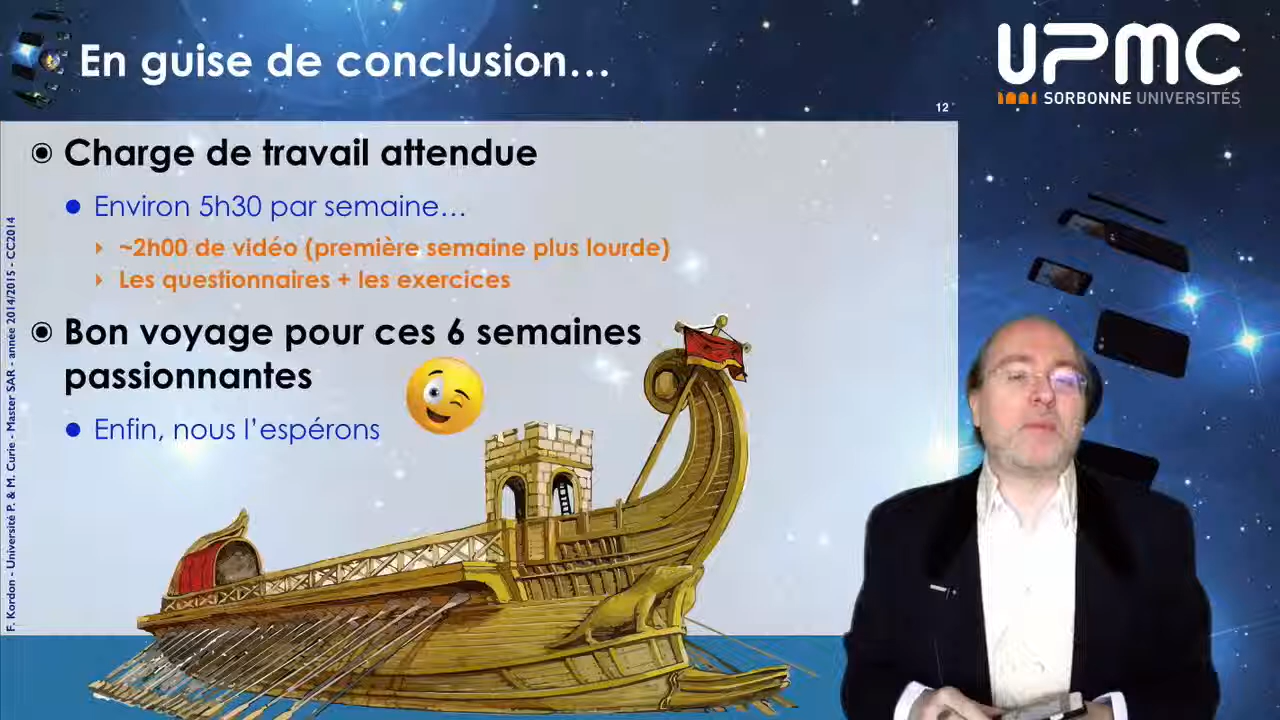 En guise de conclusion…
UPMC
SORBONNE UNIVERSITÉS
12
Charge de travail attendue
Environ 5h30 par semaine…
~2h00 de vidéo (première semaine plus lourde)
Les questionnaires + les exercices
Bon voyage pour ces 6 semaines
passionnantes
Enfin, nous l’espérons
F. Kordon - Université P. & M. Curie - Master SAR - année 2014/2015 - CC2014